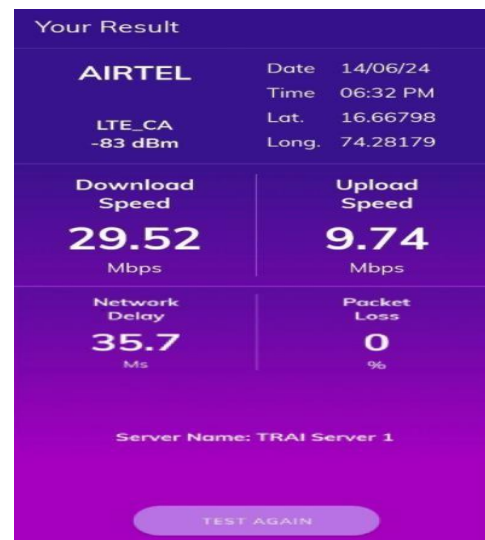 Your Result
AIRTEL
LTE_CA
-83 dBm
Date 14/06/24
Time 06:32 PM
Lat. 16.66798
Long. 74.28179
Download
Speed
29.52
Mbps
Upload
Speed
9.74
Mbps
Network
Delay
35.7
Ms
Packet
Loss
0
%
Server Name: TRAI Server 1
TEST AGAIN